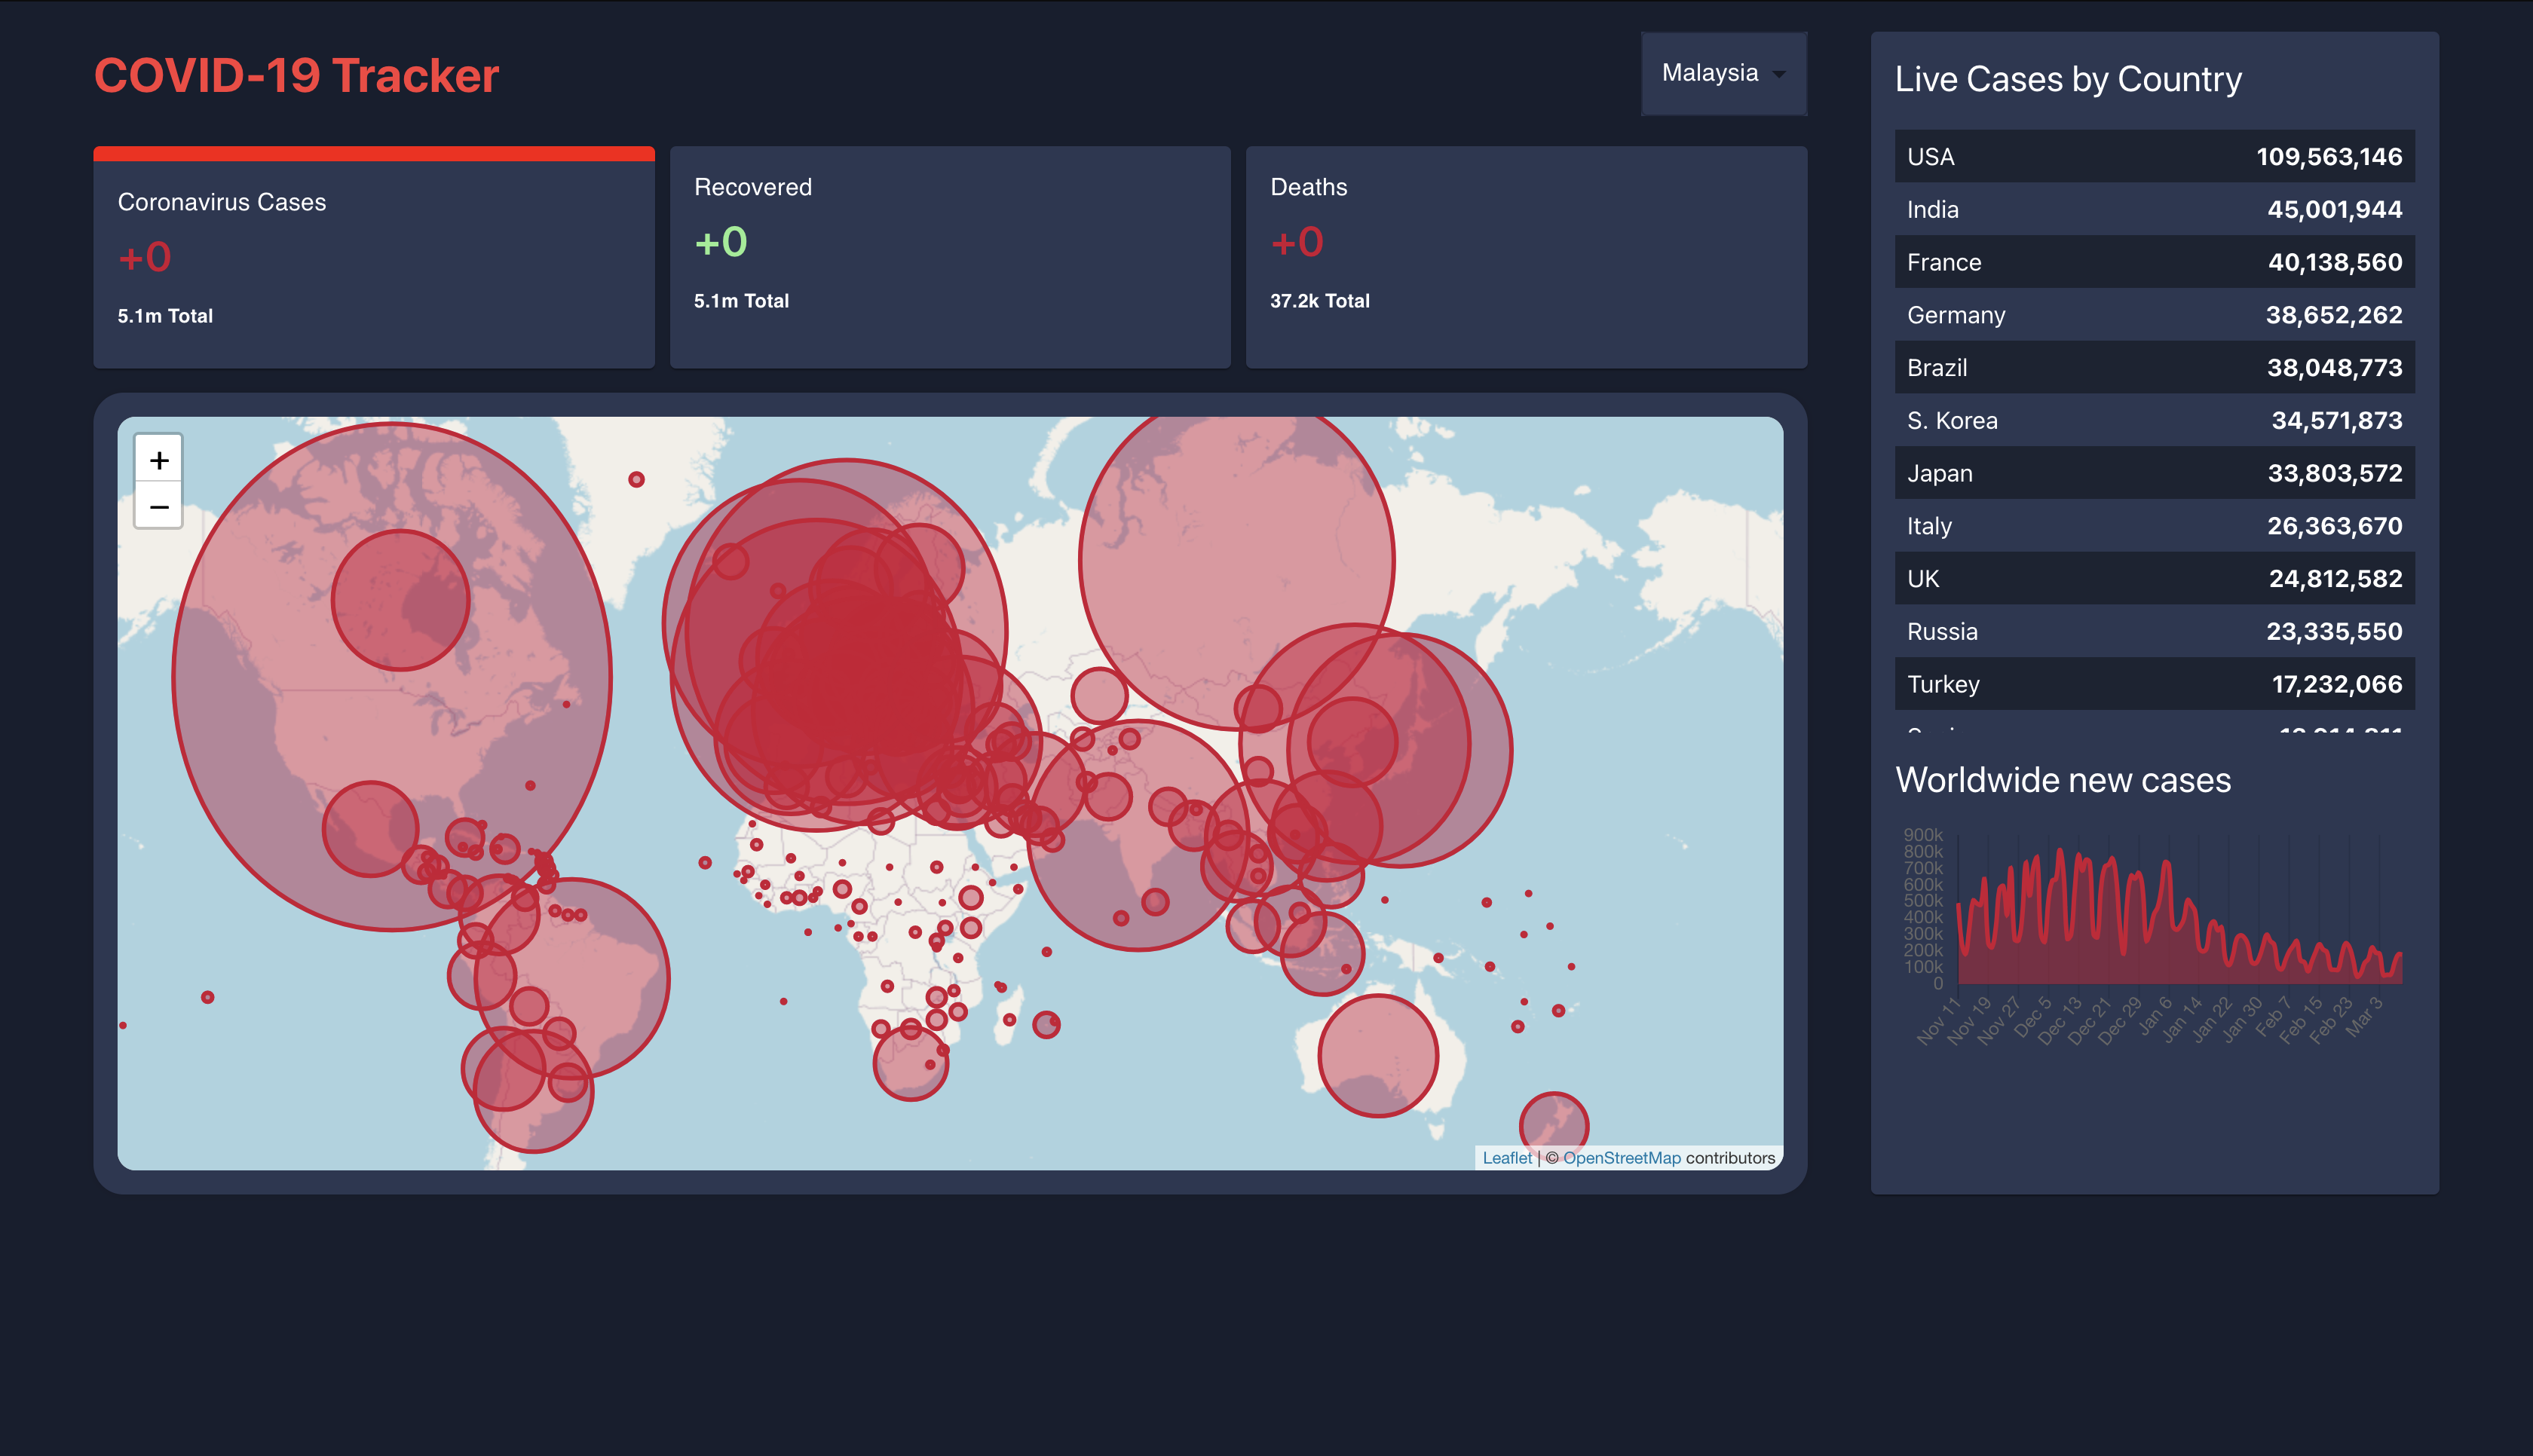 COVID-19 Tracker
Malaysia
Coronavirus Cases
+0
5.1m Total
Recovered
+0
5.1m Total
Deaths
+0
37.2k Total
+
−
Leaflet | © OpenStreetMap contributors
Live Cases by Country
USA 109,563,146
India 45,001,944
France 40,138,560
Germany 38,652,262
Brazil 38,048,773
S. Korea 34,571,873
Japan 33,803,572
Italy 26,363,670
UK 24,812,582
Russia 23,335,550
Turkey 17,232,066
Worldwide new cases
900k
800k
700k
600k
500k
400k
300k
200k
100k
0
Nov 11 Nov 19 Nov 27 Dec 5 Dec 13 Dec 21 Dec 29 Jan 6 Jan 14 Jan 22 Jan 30 Feb 7 Feb 15 Feb 23 Mar 3